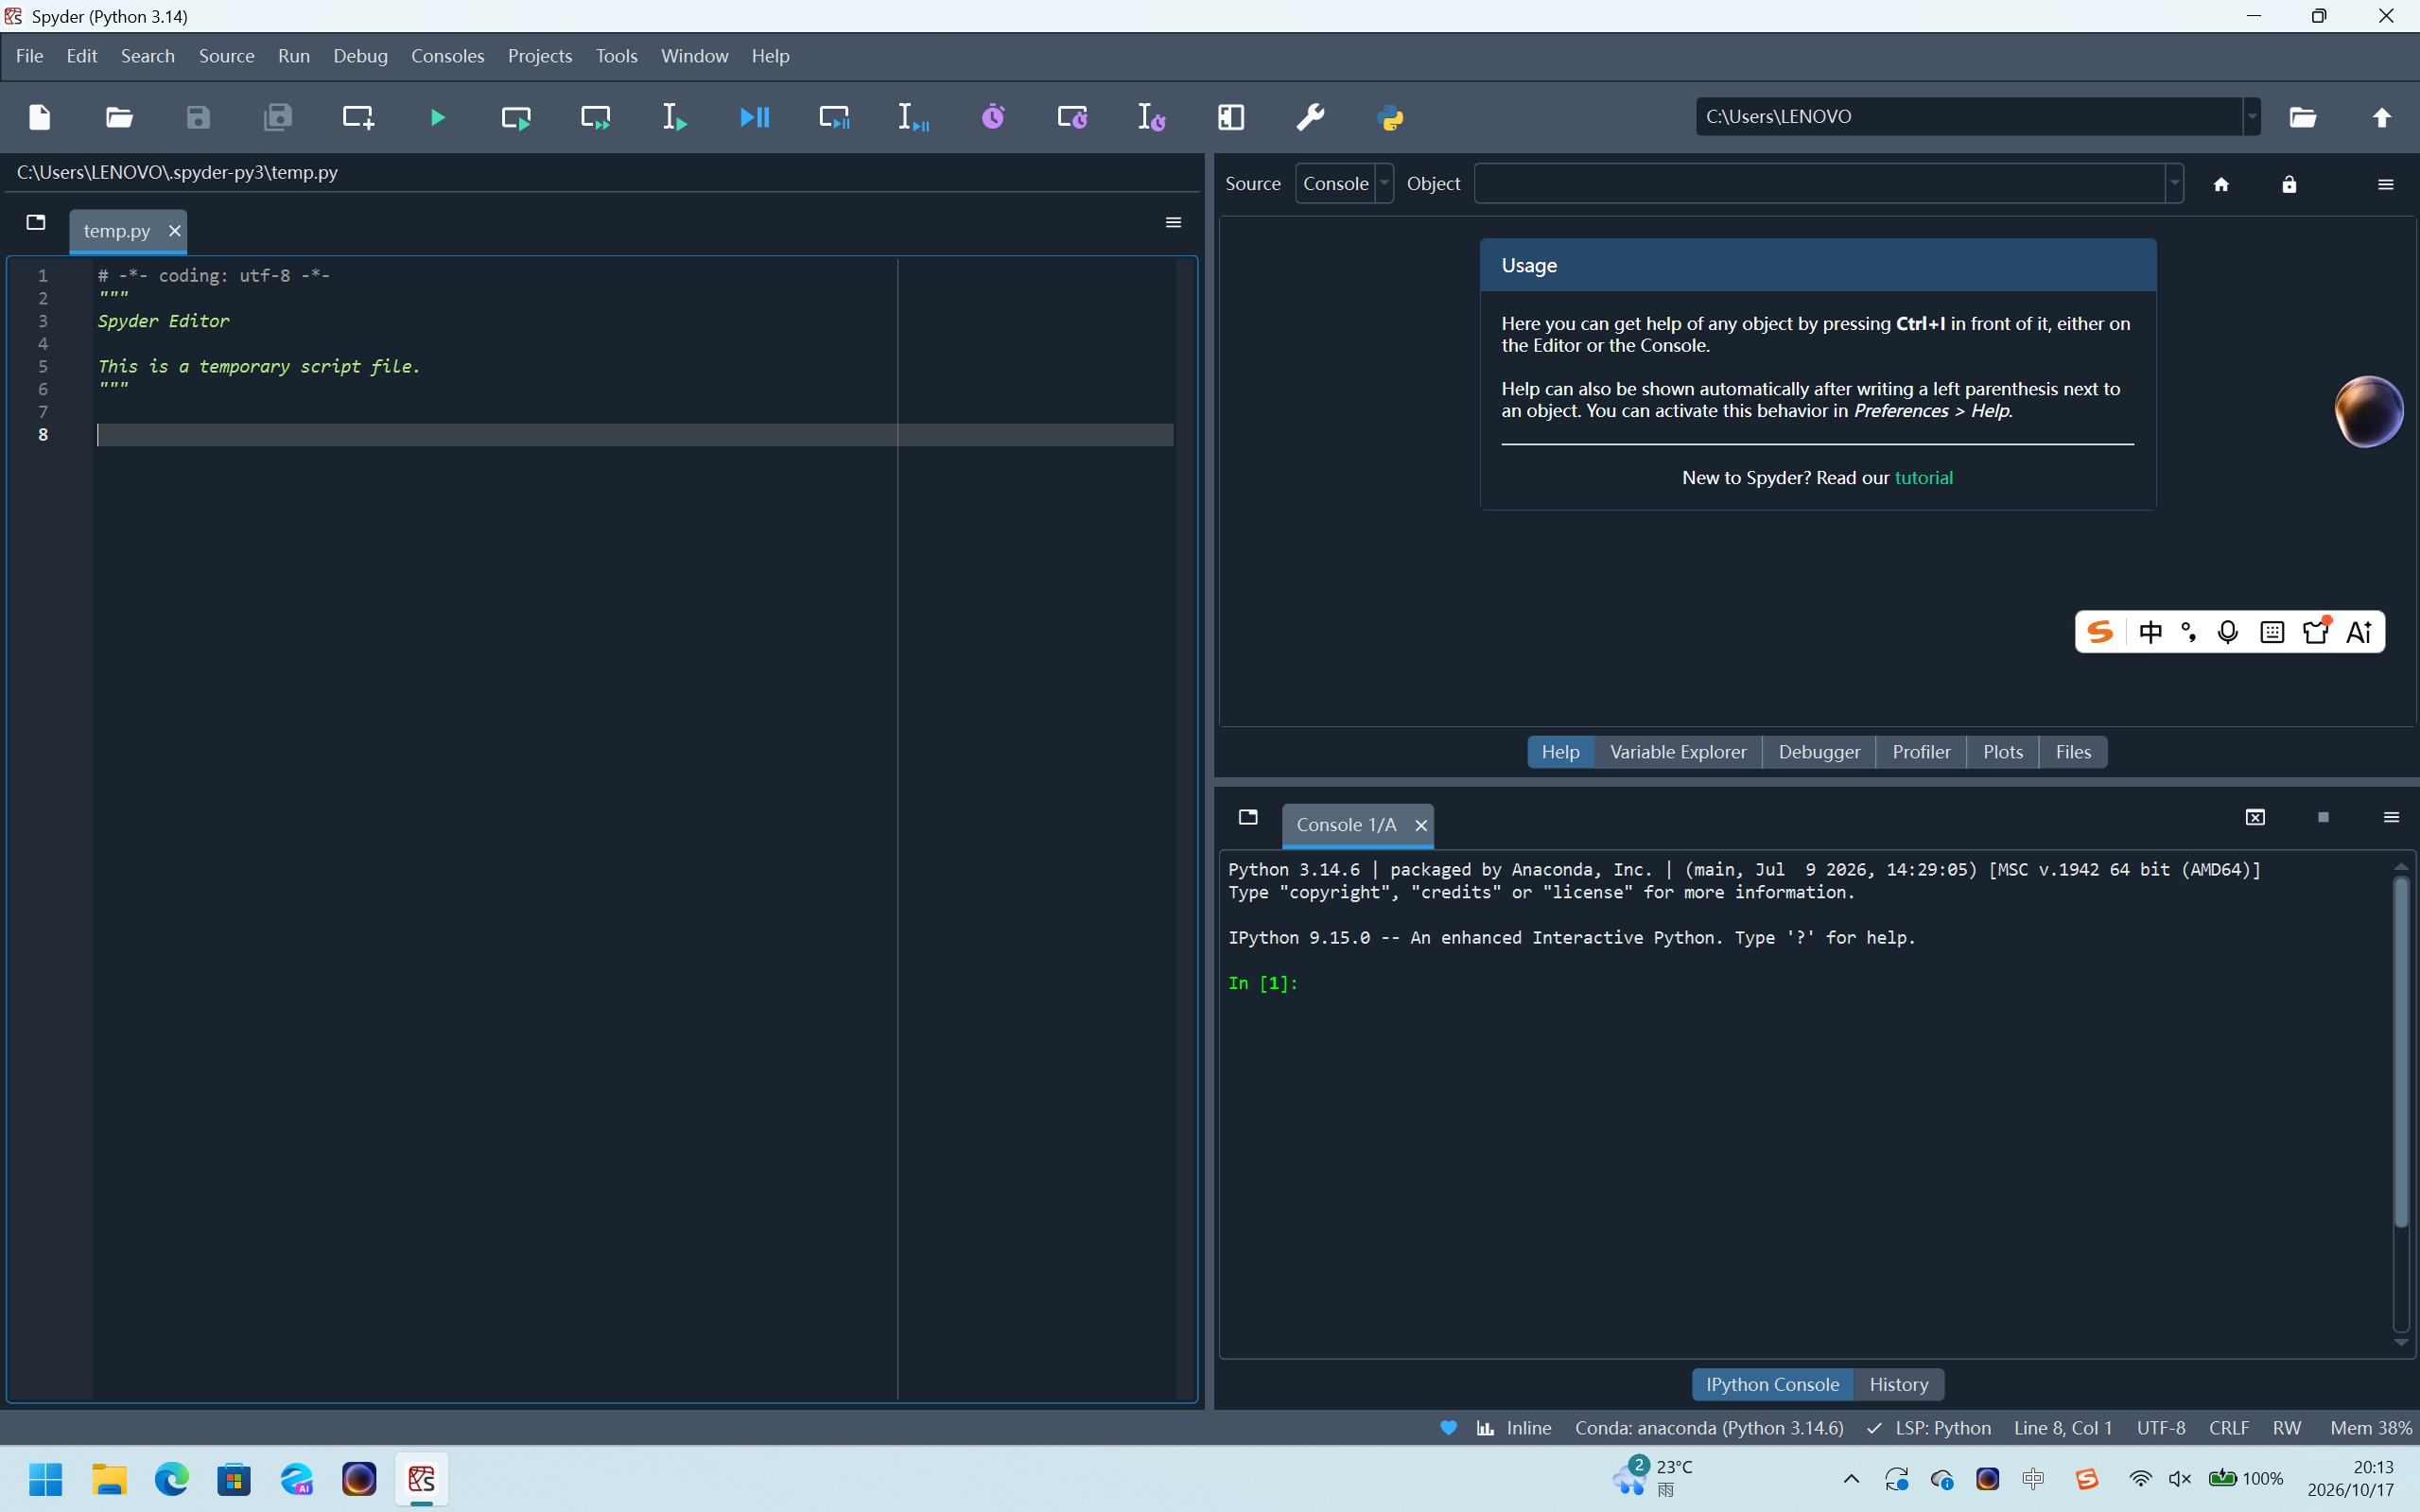 Spyder (Python 3.14)
File Edit Search Source Run Debug Consoles Projects Tools Window Help
C:\Users\LENOVO
C:\Users\LENOVO\.spyder-py3\temp.py
temp.py
1 # -*- coding: utf-8 -*-
2 """
3 Spyder Editor
4
5 This is a temporary script file.
6 """
7
8
Source Console Object
Usage
Here you can get help of any object by pressing Ctrl+I in front of it, either on
the Editor or the Console.
Help can also be shown automatically after writing a left parenthesis next to
an object. You can activate this behavior in Preferences > Help.
New to Spyder? Read our tutorial
S 中 °, Ai
Help Variable Explorer Debugger Profiler Plots Files
Console 1/A
Python 3.14.6 | packaged by Anaconda, Inc. | (main, Jul  9 2026, 14:29:05) [MSC v.1942 64 bit (AMD64)]
Type "copyright", "credits" or "license" for more information.
IPython 9.15.0 -- An enhanced Interactive Python. Type '?' for help.
In [1]:
IPython Console History
Inline Conda: anaconda (Python 3.14.6) LSP: Python Line 8, Col 1 UTF-8 CRLF RW Mem 38%
2 23°C
雨
AI
中 S 100%
20:13
2026/10/17